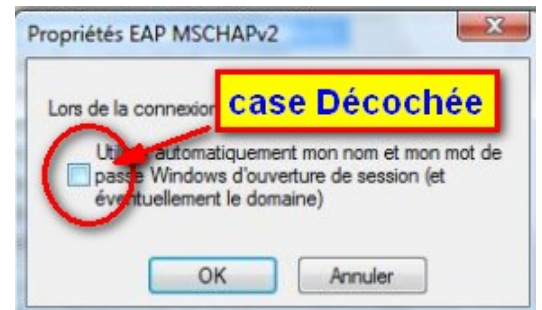 Propriétés EAP MSCHAPv2
Lors de la connexion
case Décochée
automatiquement mon nom et mon mot de
passe Windows d'ouverture de session (et
éventuellement le domaine)
OK
Annuler